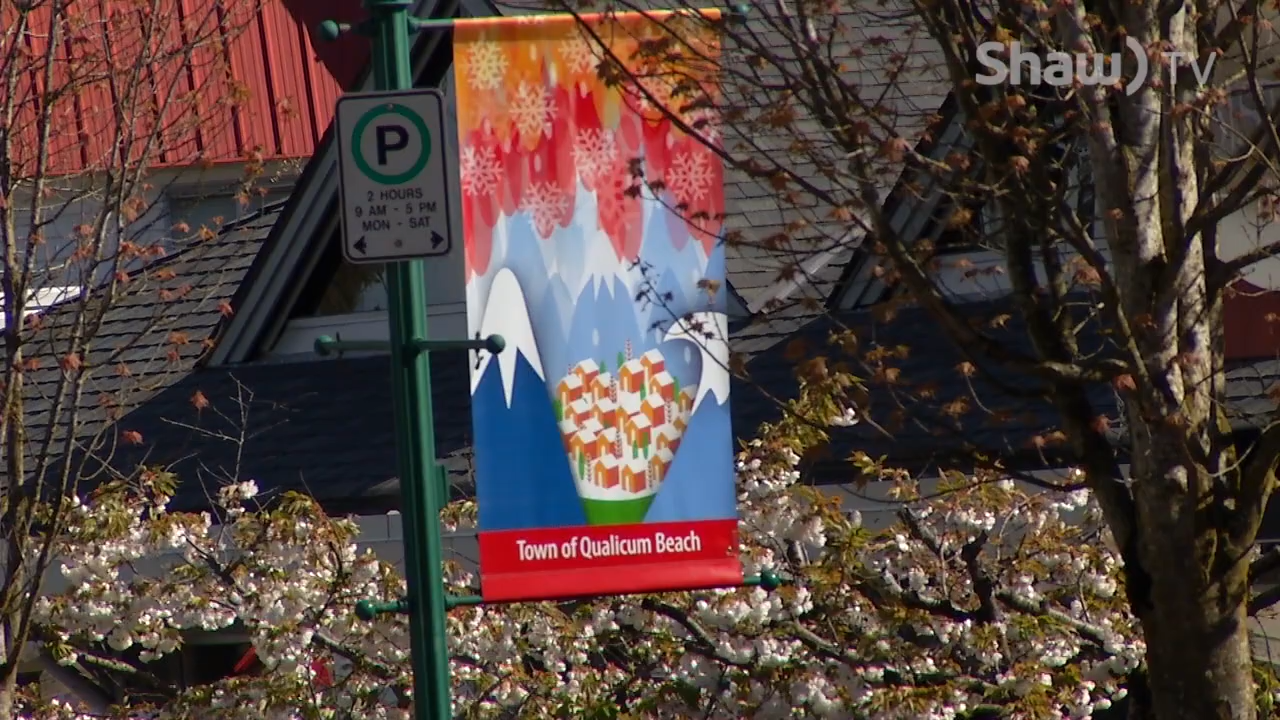 Shaw) TV
P
2 HOURS
9 AM - 5 PM
MON - SAT
Town of Qualicum Beach